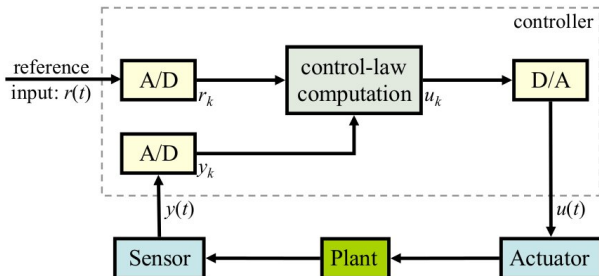 controller
reference
input: r(t)
A/D
r_k
control-law
computation
u_k
D/A
A/D
y_k
y(t)
u(t)
Sensor
Plant
Actuator